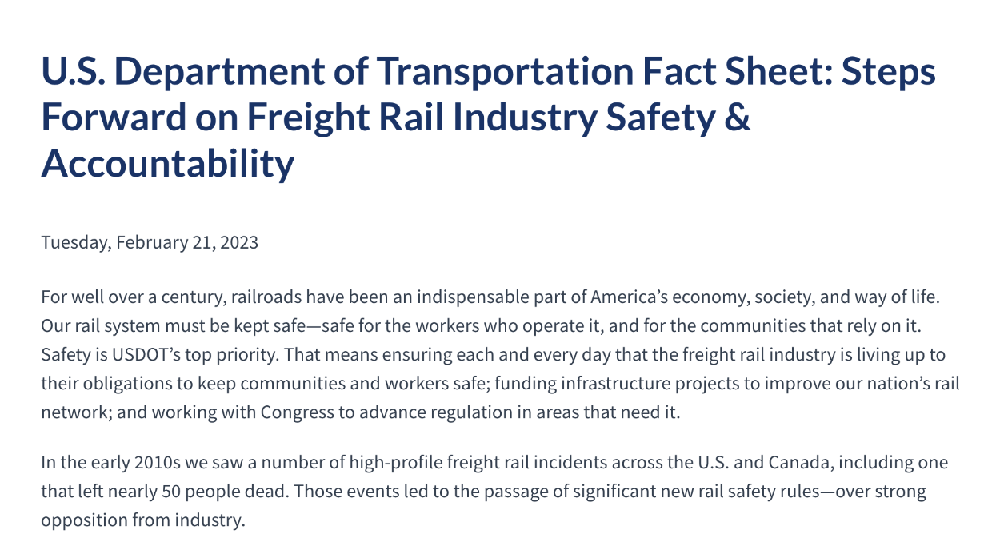 U.S. Department of Transportation Fact Sheet: Steps
Forward on Freight Rail Industry Safety &
Accountability
Tuesday, February 21, 2023
For well over a century, railroads have been an indispensable part of America’s economy, society, and way of life.
Our rail system must be kept safe—safe for the workers who operate it, and for the communities that rely on it.
Safety is USDOT’s top priority. That means ensuring each and every day that the freight rail industry is living up to
their obligations to keep communities and workers safe; funding infrastructure projects to improve our nation’s rail
network; and working with Congress to advance regulation in areas that need it.
In the early 2010s we saw a number of high-profile freight rail incidents across the U.S. and Canada, including one
that left nearly 50 people dead. Those events led to the passage of significant new rail safety rules—over strong
opposition from industry.